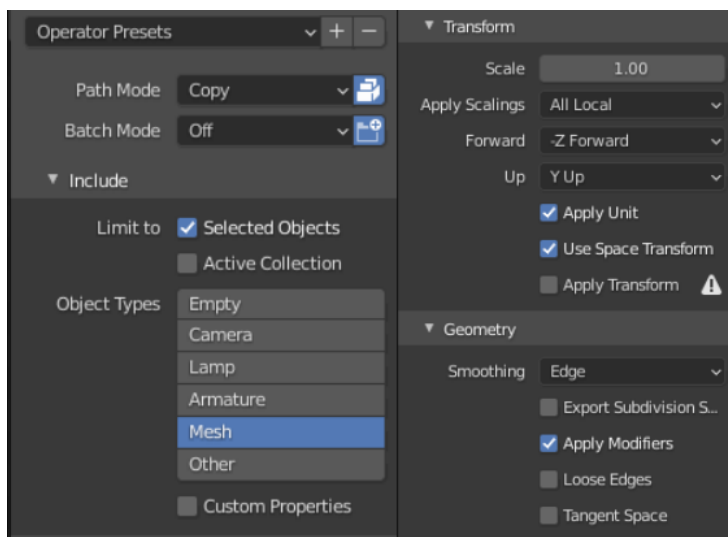 Operator Presets
Path Mode Copy
Batch Mode Off
Include
Limit to Selected Objects
Active Collection
Object Types Empty
Camera
Lamp
Armature
Mesh
Other
Custom Properties
Transform
Scale 1.00
Apply Scalings All Local
Forward -Z Forward
Up Y Up
Apply Unit
Use Space Transform
Apply Transform
Geometry
Smoothing Edge
Export Subdivision S...
Apply Modifiers
Loose Edges
Tangent Space